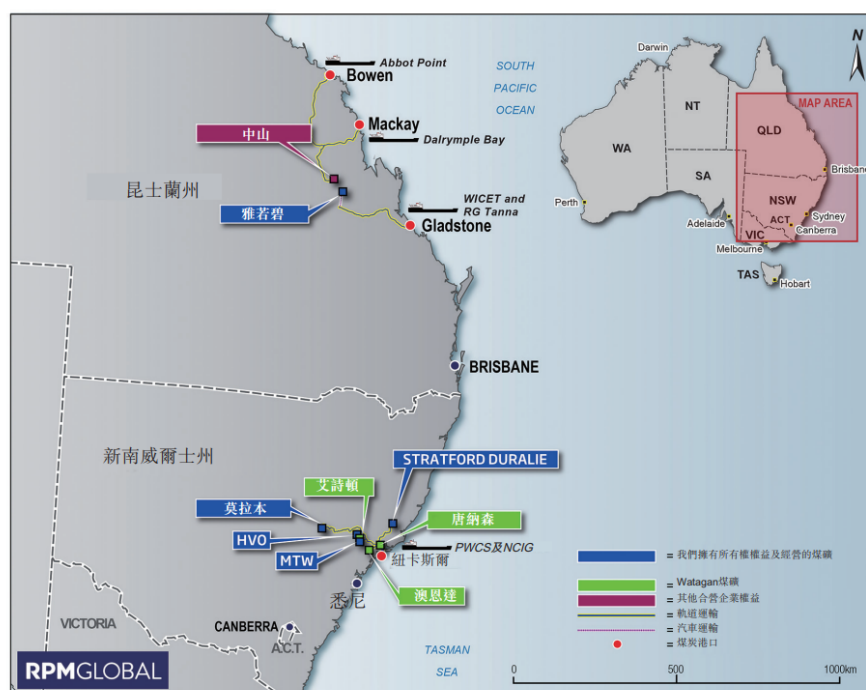 Abbot Point
Bowen
SOUTH
PACIFIC
OCEAN
Mackay
Dalrymple Bay
中山
昆士蘭州
雅若碧
WICET and
RG Tanna
Gladstone
BRISBANE
新南威爾士州
STRATFORD DURALIE
艾詩頓
莫拉本
唐納森
HVO
MTW
PWCS及NCIG
紐卡斯爾
澳恩達
悉尼
VICTORIA
CANBERRA
A.C.T.
TASMAN
SEA
RPMGLOBAL
N
Darwin
MAP AREA
NT
QLD
WA
Brisbane
SA
NSW
Perth
Adelaide
ACT
Sydney
Canberra
VIC
Melbourne
TAS
Hobart
= 我們擁有所有權權益及經營的煤礦
= Watagan煤礦
= 其他合營企業權益
= 軌道運輸
= 汽車運輸
= 煤炭港口
0
500
1000km